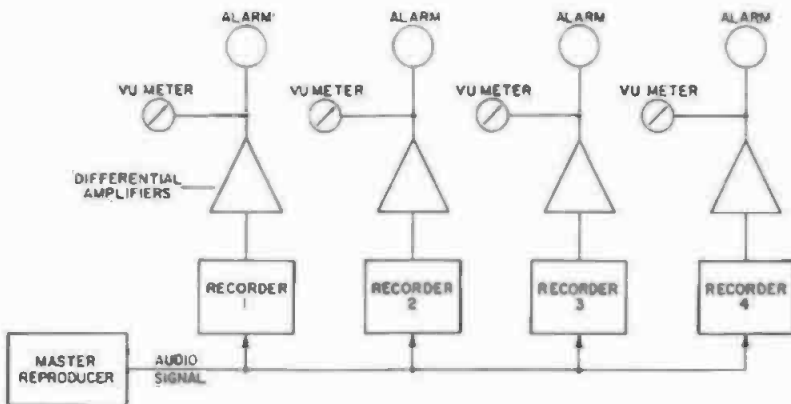 ALARM ALARM ALARM ALARM
VU METER VU METER VU METER VU METER
DIFFERENTIAL
AMPLIFIERS
RECORDER
1
RECORDER
2
RECORDER
3
RECORDER
4
MASTER
REPRODUCER
AUDIO
SIGNAL